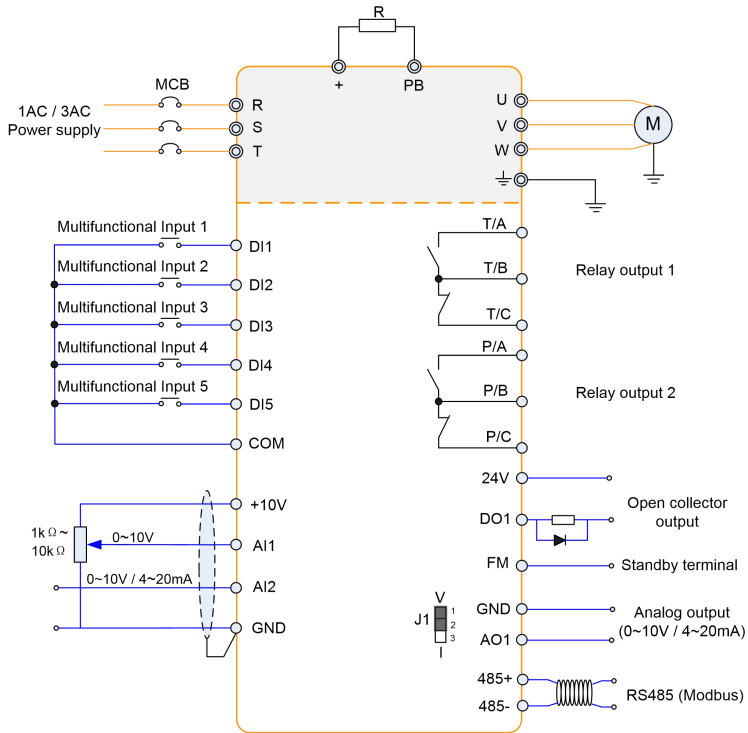 R
+
PB
MCB
1AC / 3AC
Power supply
R
S
T
U
V
W
M
Multifunctional Input 1
DI1
Multifunctional Input 2
DI2
Multifunctional Input 3
DI3
Multifunctional Input 4
DI4
Multifunctional Input 5
DI5
COM
T/A
T/B
T/C
Relay output 1
P/A
P/B
P/C
Relay output 2
+10V
1kΩ~
10kΩ
0~10V
AI1
0~10V / 4~20mA
AI2
GND
24V
DO1
Open collector
output
FM
Standby terminal
V
J1
1
2
3
I
GND
AO1
Analog output
(0~10V / 4~20mA)
485+
485-
RS485 (Modbus)